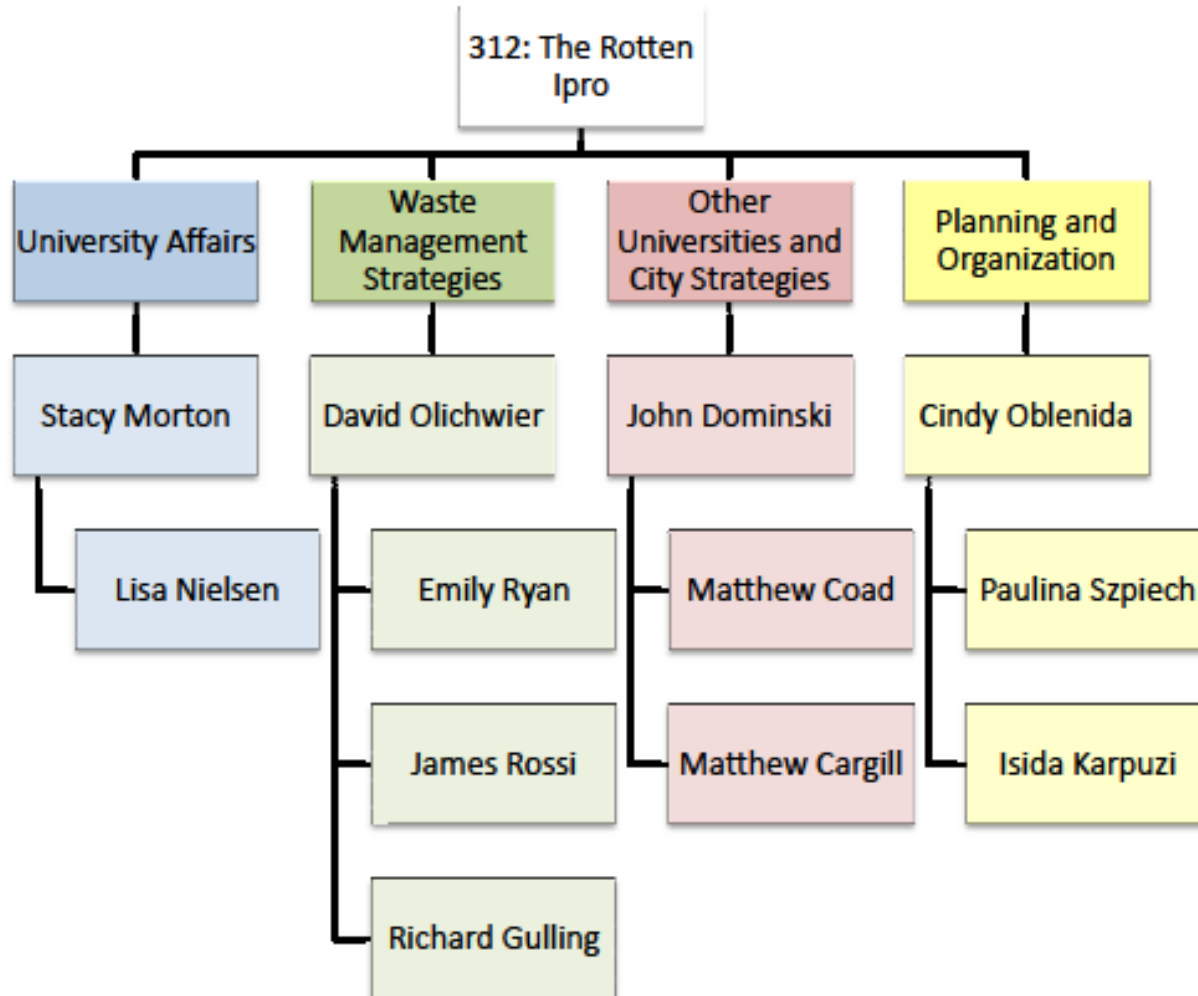 312: The Rotten
Ipro
University Affairs
Waste
Management
Strategies
Other
Universities and
City Strategies
Planning and
Organization
Stacy Morton
David Olichwier
John Dominski
Cindy Oblenida
Lisa Nielsen
Emily Ryan
Matthew Coad
Paulina Szpiech
James Rossi
Matthew Cargill
Isida Karpuzi
Richard Gulling